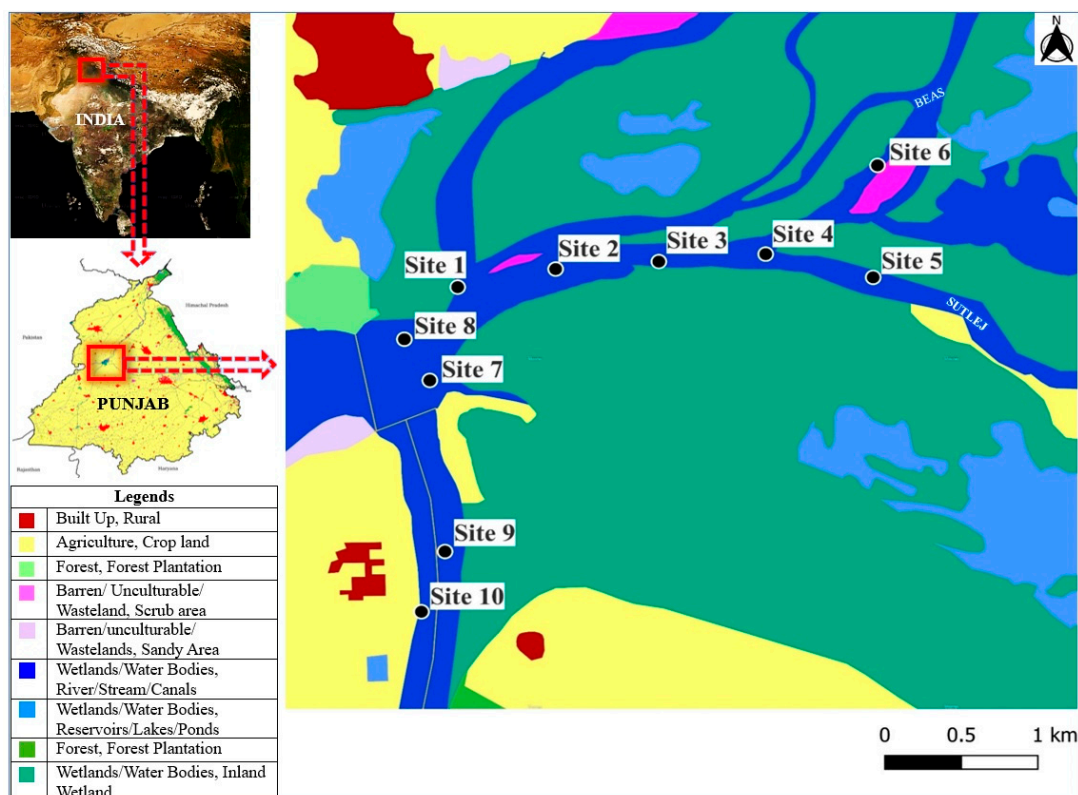 INDIA
Himachal Pradesh
Pakistan
PUNJAB
Rajasthan
Haryana
Legends
Built Up, Rural
Agriculture, Crop land
Forest, Forest Plantation
Barren/ Unculturable/
Wasteland, Scrub area
Barren/unculturable/
Wastelands, Sandy Area
Wetlands/Water Bodies,
River/Stream/Canals
Wetlands/Water Bodies,
Reservoirs/Lakes/Ponds
Forest, Forest Plantation
Wetlands/Water Bodies, Inland
Wetland
N
BEAS
Site 6
Site 4
Site 3
Site 2
Site 5
Site 1
SUTLEJ
Site 8
Site 7
Site 9
Site 10
0 0.5 1 km